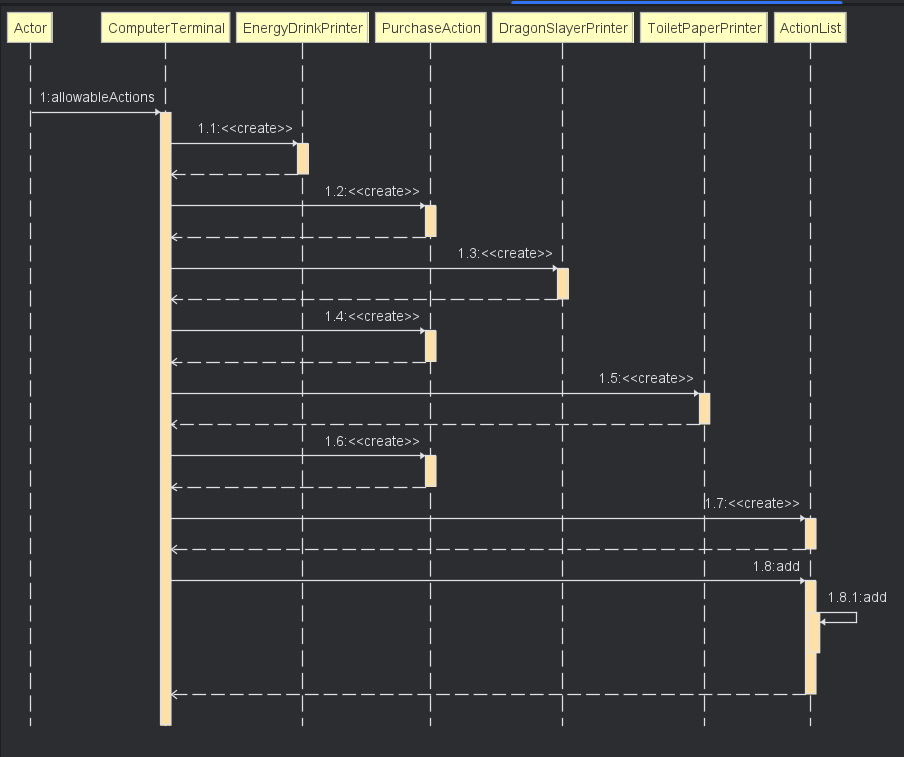 Actor
ComputerTerminal
EnergyDrinkPrinter
PurchaseAction
DragonSlayerPrinter
ToiletPaperPrinter
ActionList
1:allowableActions
1.1:<<create>>
1.2:<<create>>
1.3:<<create>>
1.4:<<create>>
1.5:<<create>>
1.6:<<create>>
1.7:<<create>>
1.8:add
1.8.1:add